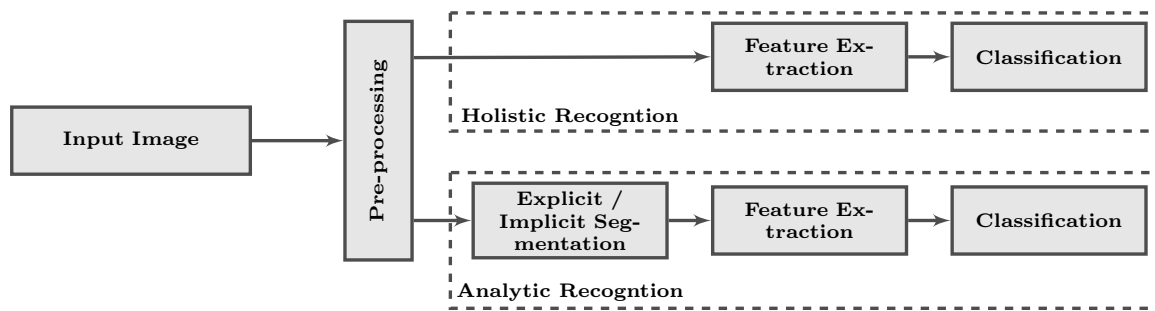 Input Image
Pre-processing
Feature Ex-
traction
Classification
Holistic Recogntion
Explicit /
Implicit Seg-
mentation
Feature Ex-
traction
Classification
Analytic Recogntion